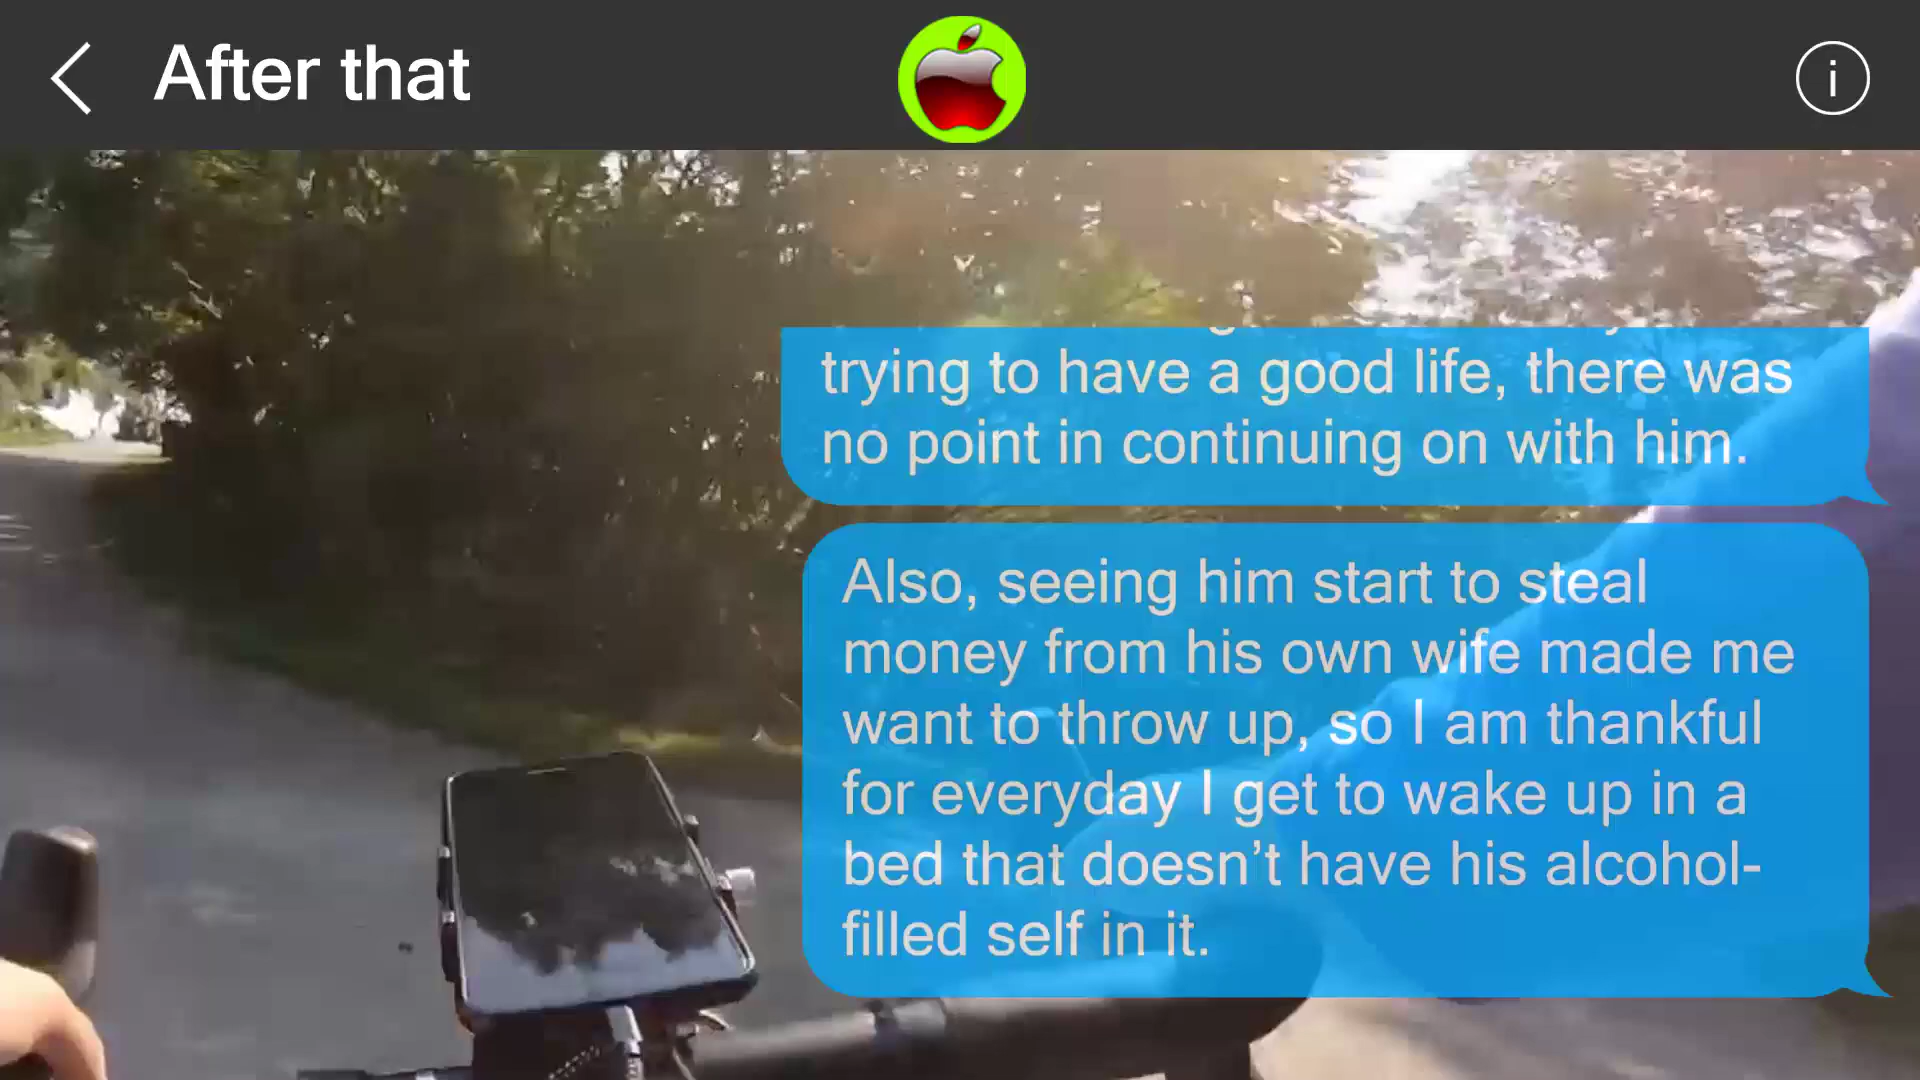 After that
i
trying to have a good life, there was
no point in continuing on with him.
Also, seeing him start to steal
money from his own wife made me
want to throw up, so I am thankful
for everyday I get to wake up in a
bed that doesn’t have his alcohol-
filled self in it.